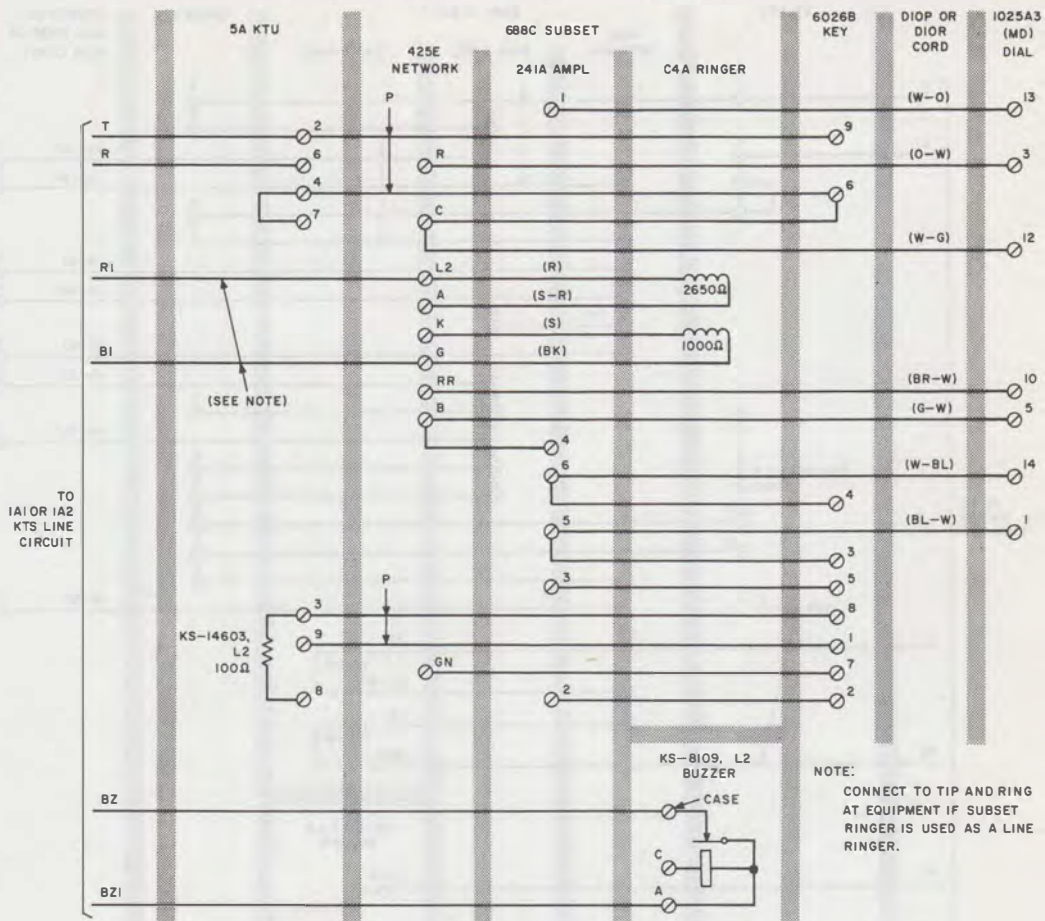 5A KTU
688C SUBSET
6026B
KEY
DIOP OR
DIOR
CORD
1025A3
(MD)
DIAL
425E
NETWORK
241A AMPL
C4A RINGER
P
1
(W-O)
13
T
2
9
R
6
R
(O-W)
3
4
6
7
C
(W-G)
12
R1
L2
(R)
2650Ω
A
(S-R)
K
(S)
1000Ω
B1
G
(BK)
(SEE NOTE)
RR
(BR-W)
10
B
(G-W)
5
4
6
(W-BL)
14
4
TO
1A1 OR 1A2
KTS LINE
CIRCUIT
5
(BL-W)
1
3
P
3
5
3
8
KS-14603,
L2
100Ω
9
1
GN
7
8
2
2
KS-8109, L2
BUZZER
BZ
CASE
C
A
BZ1
NOTE:
CONNECT TO TIP AND RING
AT EQUIPMENT IF SUBSET
RINGER IS USED AS A LINE
RINGER.